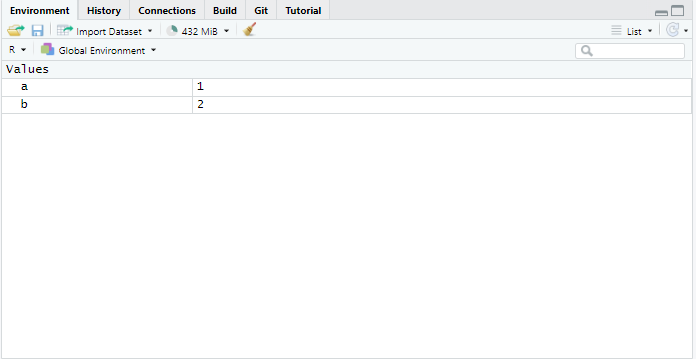 Environment History Connections Build Git Tutorial
Import Dataset 432 MiB List
R Global Environment
Values
a 1
b 2